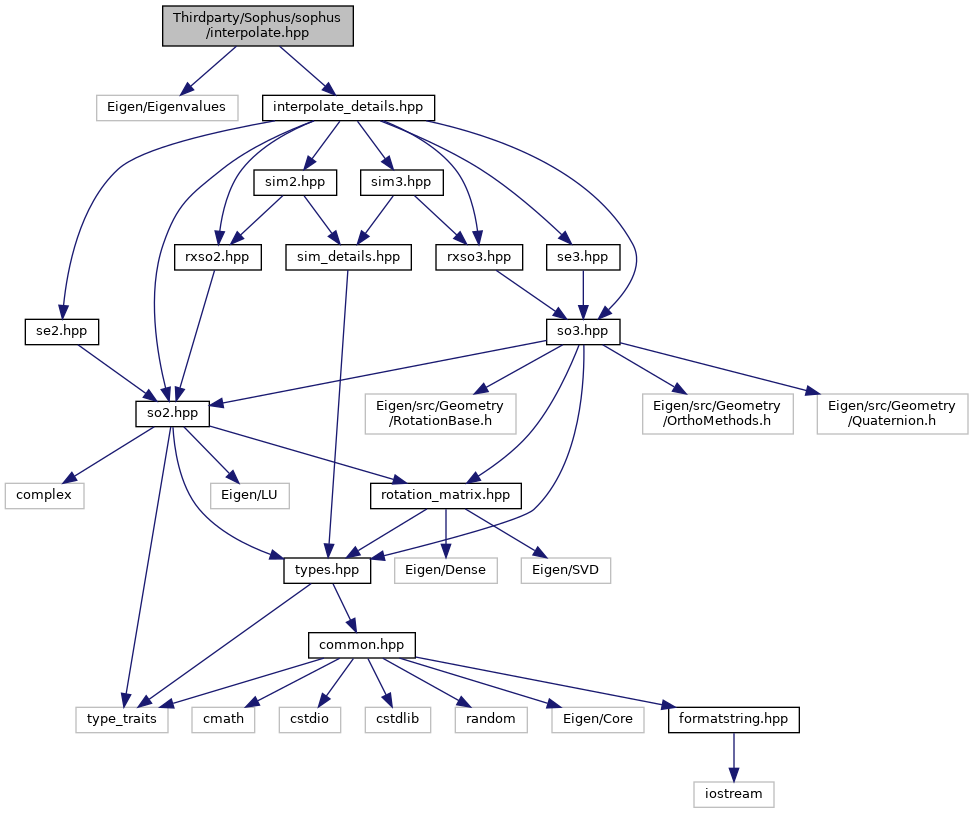 Thirdparty/Sophus/sophus
/interpolate.hpp
Eigen/Eigenvalues
interpolate_details.hpp
sim2.hpp
sim3.hpp
rxso2.hpp
sim_details.hpp
rxso3.hpp
se3.hpp
se2.hpp
so3.hpp
so2.hpp
Eigen/src/Geometry
/RotationBase.h
Eigen/src/Geometry
/OrthoMethods.h
Eigen/src/Geometry
/Quaternion.h
complex
Eigen/LU
rotation_matrix.hpp
types.hpp
Eigen/Dense
Eigen/SVD
common.hpp
type_traits
cmath
cstdio
cstdlib
random
Eigen/Core
formatstring.hpp
iostream